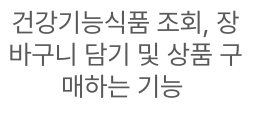 건강기능식품 조회, 장
바구니 담기 및 상품 구
매하는 기능